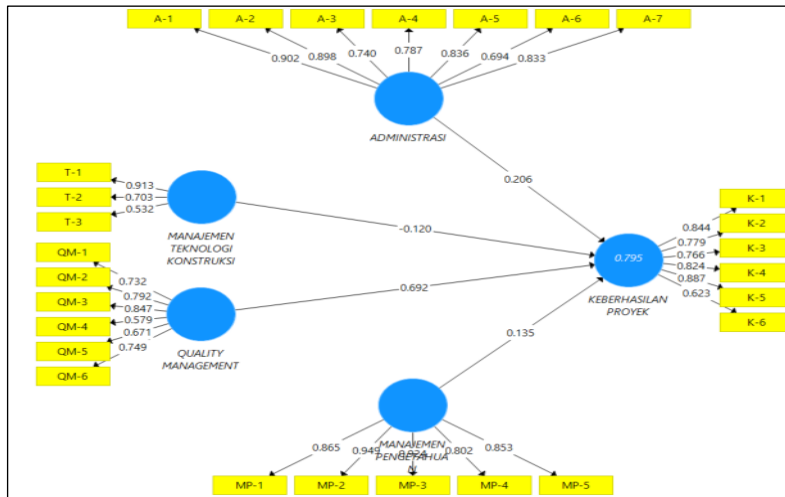 A-1 A-2 A-3 A-4 A-5 A-6 A-7
0.902 0.898 0.740 0.787 0.836 0.694 0.833
ADMINISTRASI
0.206
T-1
T-2
T-3
0.913
0.703
0.532
MANAJEMEN
TEKNOLOGI
KONSTRUKSI
-0.120
QM-1
QM-2
QM-3
QM-4
QM-5
QM-6
0.732
0.792
0.847
0.579
0.671
0.749
QUALITY
MANAGEMENT
0.692
0.795
KEBERHASILAN
PROYEK
0.844
0.779
0.766
0.824
0.887
0.623
K-1
K-2
K-3
K-4
K-5
K-6
0.135
MANAJEMEN
PENGETAHUA
N
0.865 0.949 0.802 0.853
MP-1 MP-2 MP-3 MP-4 MP-5